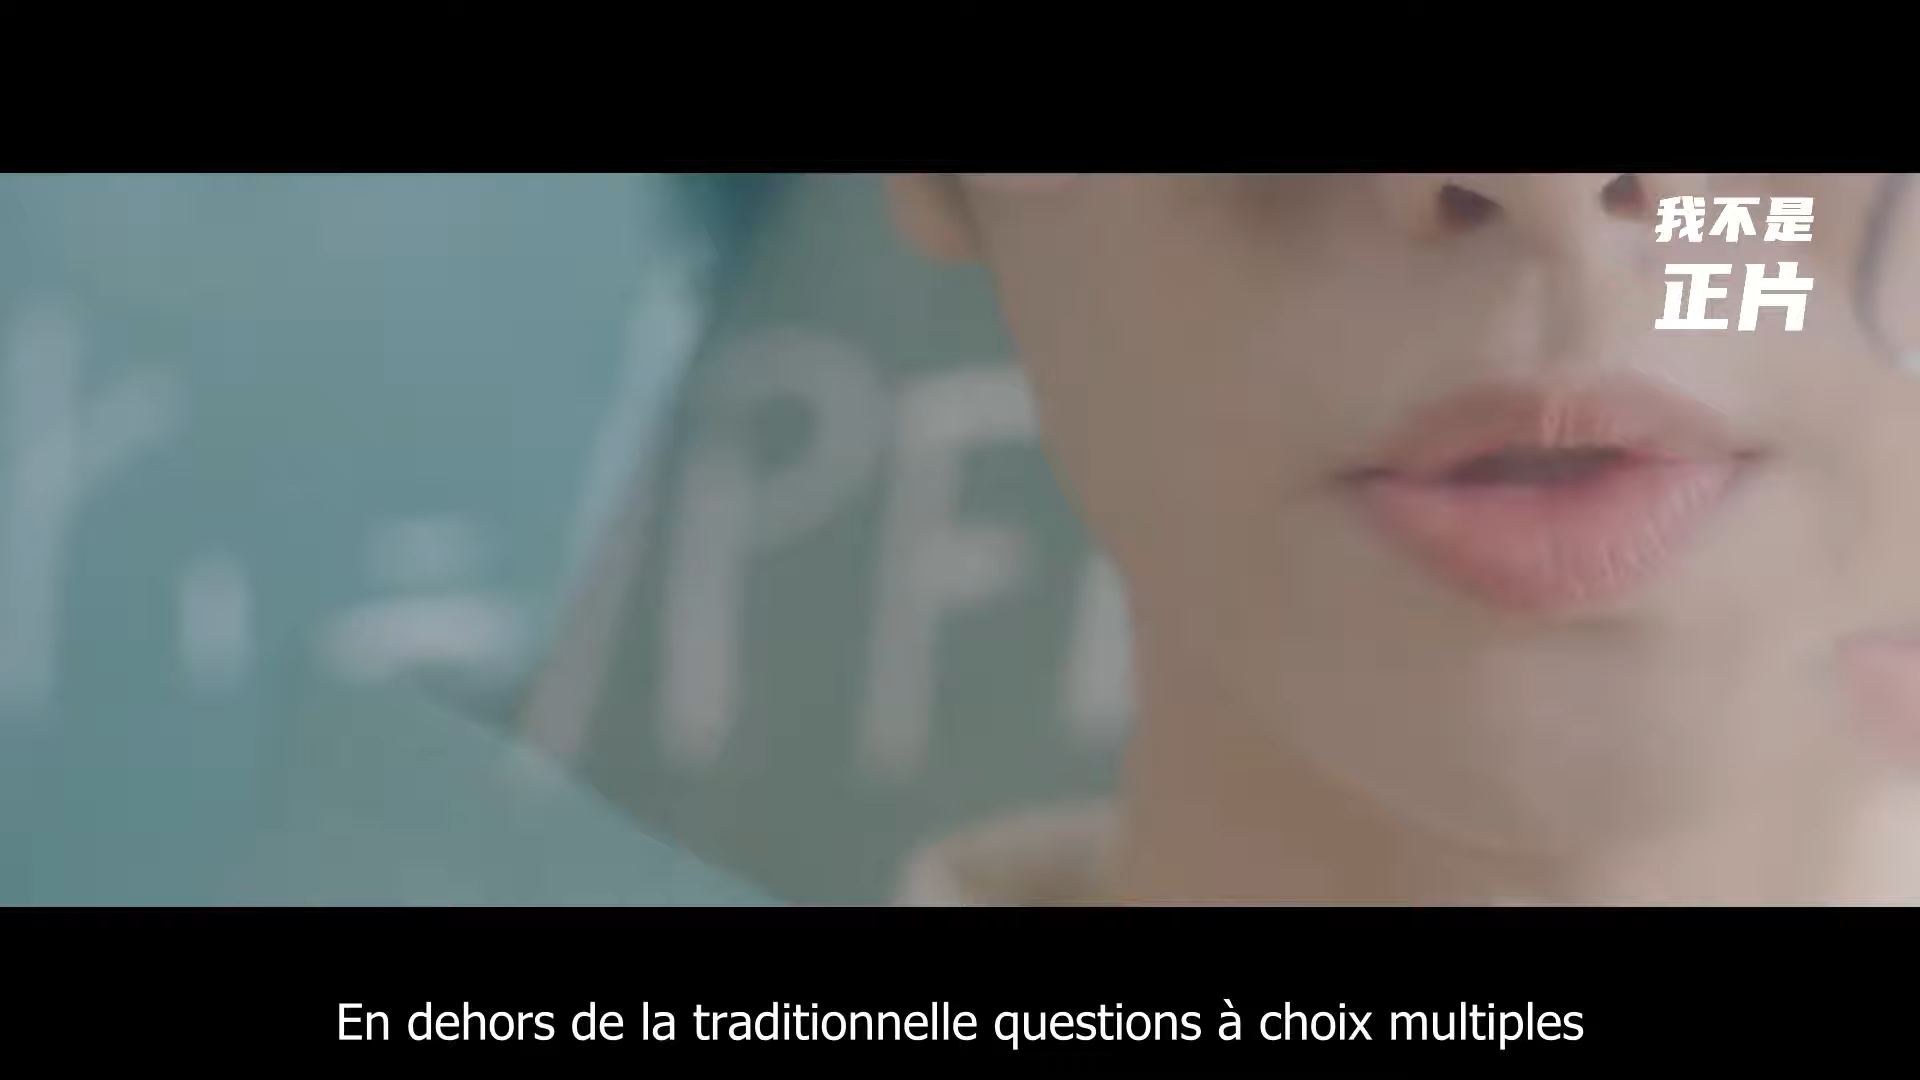 我不是
正片
En dehors de la traditionnelle questions à choix multiples